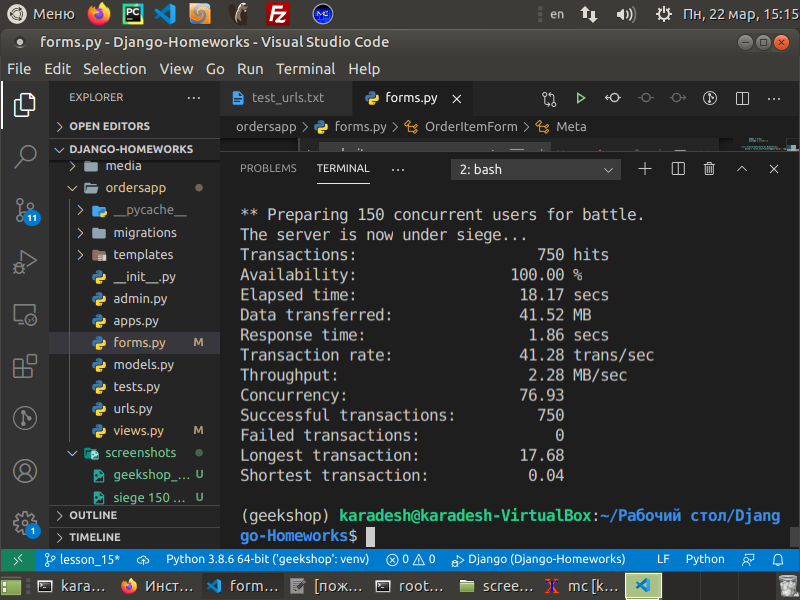 Меню
en
Пн, 22 мар, 15:15
forms.py - Django-Homeworks - Visual Studio Code
File Edit Selection View Go Run Terminal Help
EXPLORER
test_urls.txt
forms.py
OPEN EDITORS
ordersapp > forms.py > OrderItemForm > Meta
DJANGO-HOMEWORKS
media
ordersapp
__pycache__
migrations
templates
__init__.py
admin.py
apps.py
forms.py M
models.py
tests.py
urls.py
views.py M
screenshots
geekshop_... U
siege 150 ... U
OUTLINE
TIMELINE
11
1
PROBLEMS TERMINAL ... 2: bash
** Preparing 150 concurrent users for battle.
The server is now under siege...
Transactions: 750 hits
Availability: 100.00 %
Elapsed time: 18.17 secs
Data transferred: 41.52 MB
Response time: 1.86 secs
Transaction rate: 41.28 trans/sec
Throughput: 2.28 MB/sec
Concurrency: 76.93
Successful transactions: 750
Failed transactions: 0
Longest transaction: 17.68
Shortest transaction: 0.04
(geekshop) karadesh@karadesh-VirtualBox:~/Рабочий стол/Djan
go-Homeworks$
lesson_15* Python 3.8.6 64-bit ('geekshop': venv) 0 0 Django (Django-Homeworks) LF Python
kara... Инст... form... [пож... root... scree... mc [k...